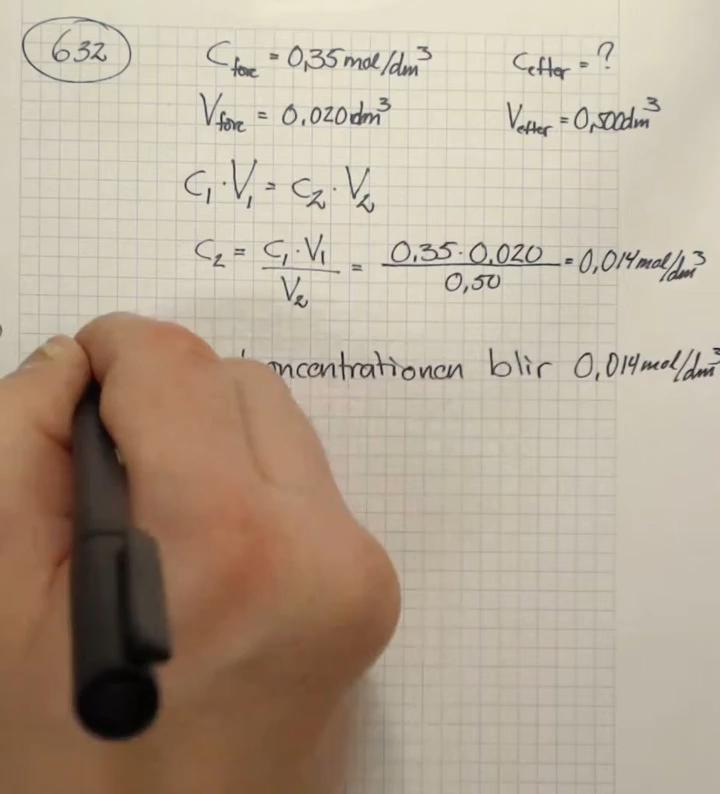 632
C före = 0,35 mol/dm³ C efter = ?
V före = 0,020 dm³ V efter = 0,500 dm³
C₁ · V₁ = C₂ · V₂
C₂ = C₁ · V₁ / V₂ = 0,35 · 0,020 / 0,50 = 0,014 mol/dm³
blir 0,014 mol/dm³